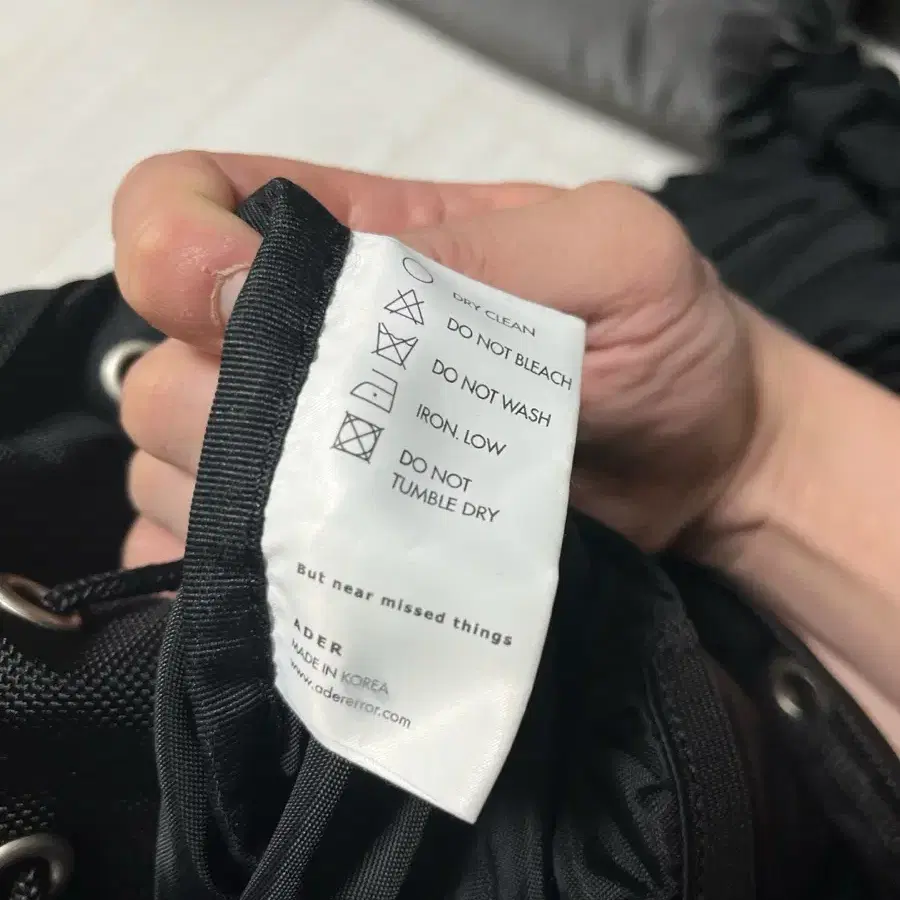 DRY CLEAN
DO NOT BLEACH
DO NOT WASH
IRON. LOW
DO NOT
TUMBLE DRY
But near missed things
ADER
MADE IN KOREA
www.adererror.com